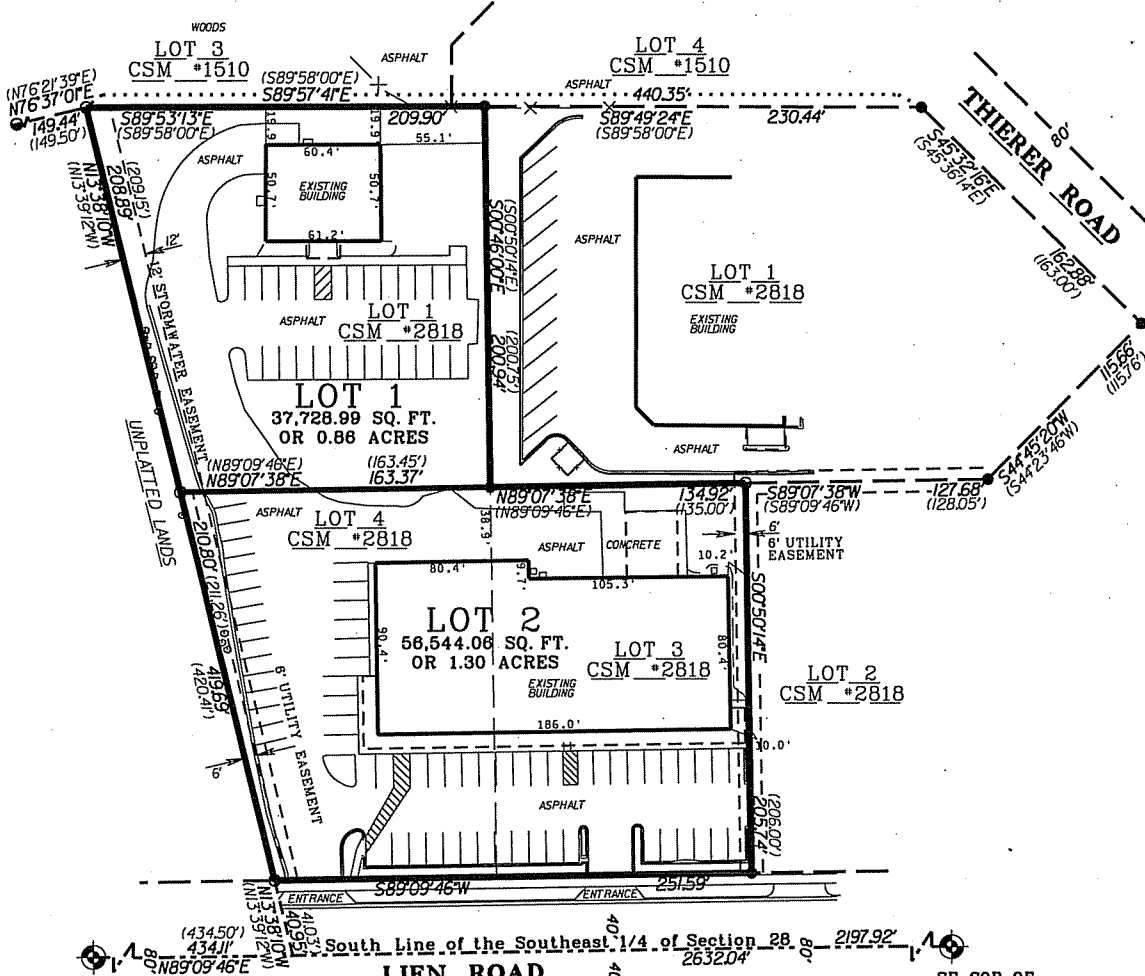 WOODS
LOT 3
CSM #1510
ASPHALT
LOT 4
CSM #1510
ASPHALT
(N76°21'39"E)
N76°37'01"E
149.44'
(149.50')
(S89°58'00"E)
S89°57'41"E
440.35'
S89°53'13"E
(S89°58'00"E)
209.90'
S89°49'24"E
(S89°58'00"E)
230.44'
THIERER ROAD
80'
S45°32'16"E
(S45°36'14"E)
162.88'
(163.00')
115.66'
(115.76')
S44°45'20"W
(S44°23'46"W)
19.9
19.9
55.1'
60.4'
ASPHALT
EXISTING
BUILDING
50.7'
50.7'
61.2'
(209.15')
208.89'
N13°38'10"W
(N13°39'12"W)
12'
12' STORMWATER EASEMENT
(S00°50'14"E)
S00°46'00"E
(200.75')
200.94'
ASPHALT
LOT 1
CSM #2818
EXISTING
BUILDING
ASPHALT
LOT 1
CSM #2818
ASPHALT
LOT 1
37,728.99 SQ. FT.
OR 0.86 ACRES
UNPLATTED LANDS
(N89°09'46"E)
N89°07'38"E
(163.45')
163.37'
N89°07'38"E
(N89°09'46"E)
134.92'
(135.00')
S89°07'38"W
(S89°09'46"W)
127.68'
(128.05')
ASPHALT
LOT 4
CSM #2818
38.9'
ASPHALT
CONCRETE
10.2'
6'
6' UTILITY
EASEMENT
80.4'
9.7'
105.3'
210.80' (211.26')
LOT 2
56,544.06 SQ. FT.
OR 1.30 ACRES
90.4'
LOT 3
CSM #2818
80.4'
EXISTING
BUILDING
S00°50'14"E
LOT 2
CSM #2818
419.69'
(420.41')
6' UTILITY EASEMENT
6'
186.0'
10.0'
ASPHALT
(206.00')
205.74'
S89°09'46"W
251.59'
ENTRANCE
ENTRANCE
N13°38'10"W
(N13°39'12"W)
41.03'
40.95'
(434.50')
434.11'
N89°09'46"E
80'
South Line of the Southeast 1/4 of Section 28
40'
40'
80'
2197.92'
2632.04'
LIEN ROAD